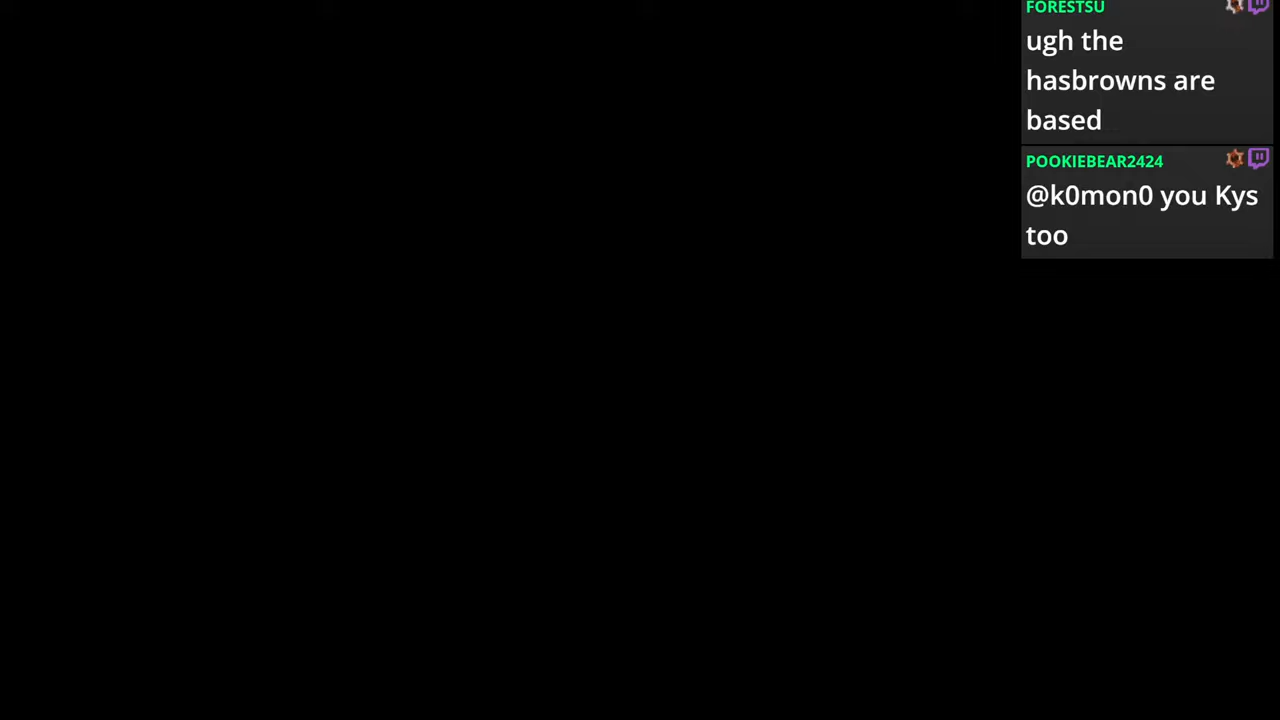 FORESTSU
ugh the
hasbrowns are
based
POOKIEBEAR2424
@k0mon0 you Kys
too